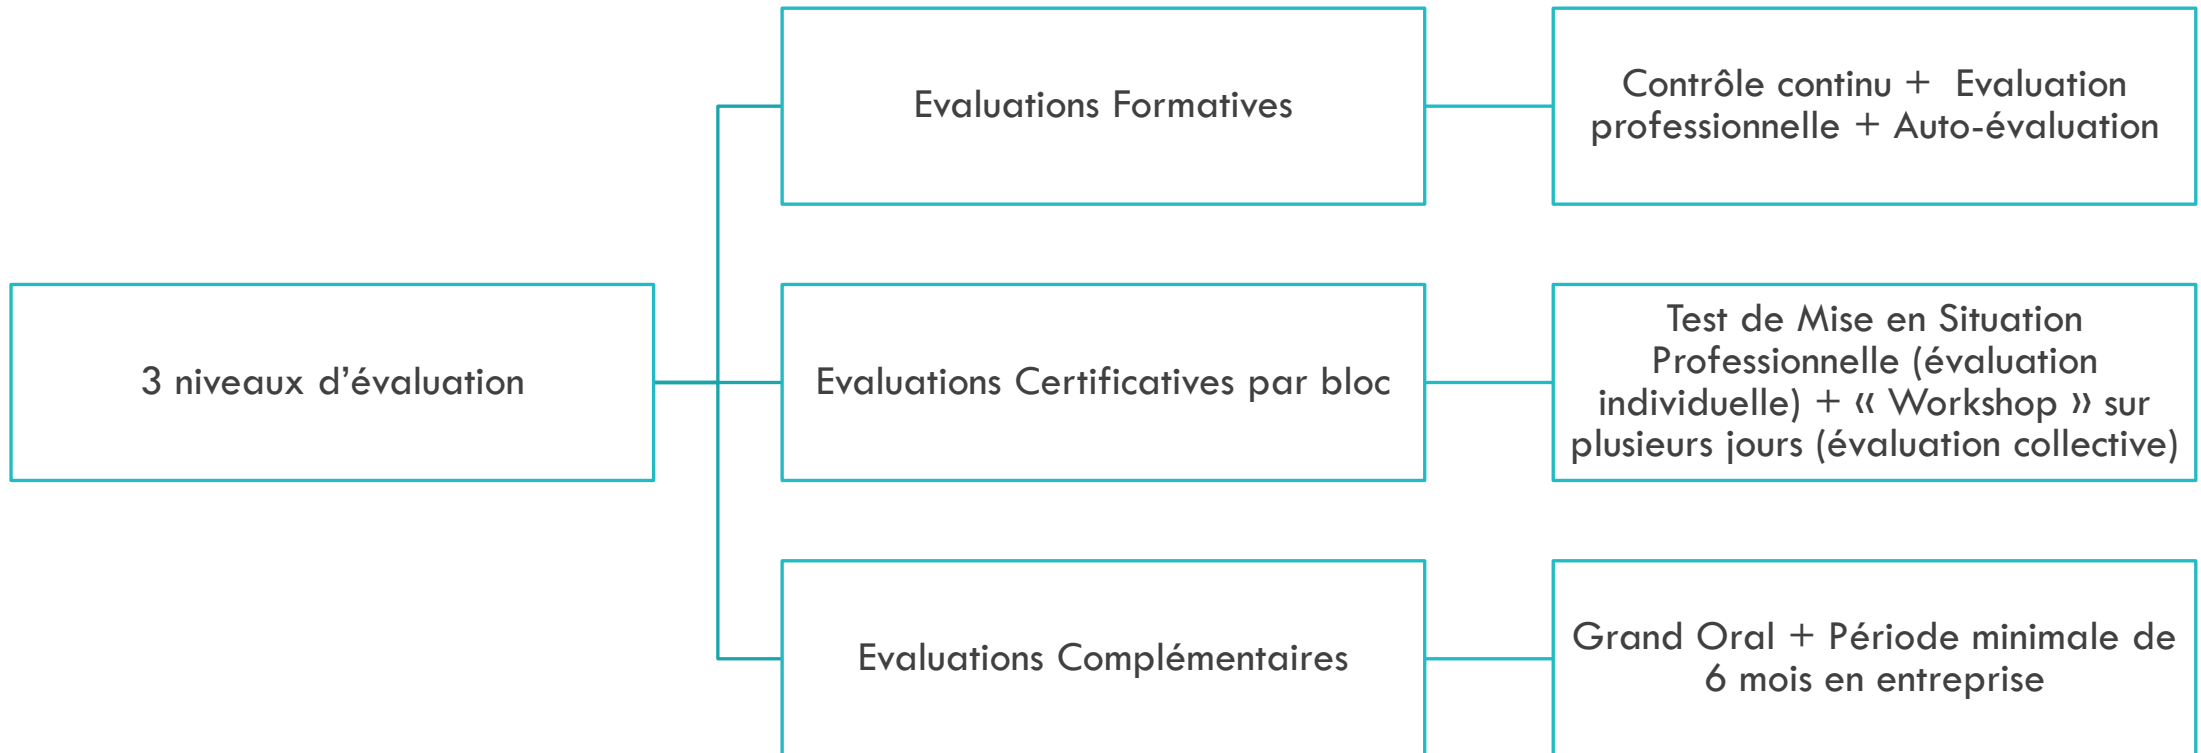 3 niveaux d’évaluation
Evaluations Formatives
Contrôle continu + Evaluation
professionnelle + Auto-évaluation
Evaluations Certificatives par bloc
Test de Mise en Situation
Professionnelle (évaluation
individuelle) + « Workshop » sur
plusieurs jours (évaluation collective)
Evaluations Complémentaires
Grand Oral + Période minimale de
6 mois en entreprise